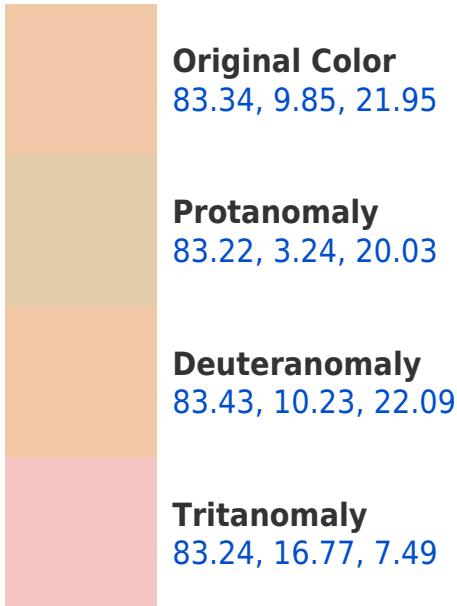 Original Color
83.34, 9.85, 21.95
Protanomaly
83.22, 3.24, 20.03
Deuteranomaly
83.43, 10.23, 22.09
Tritanomaly
83.24, 16.77, 7.49